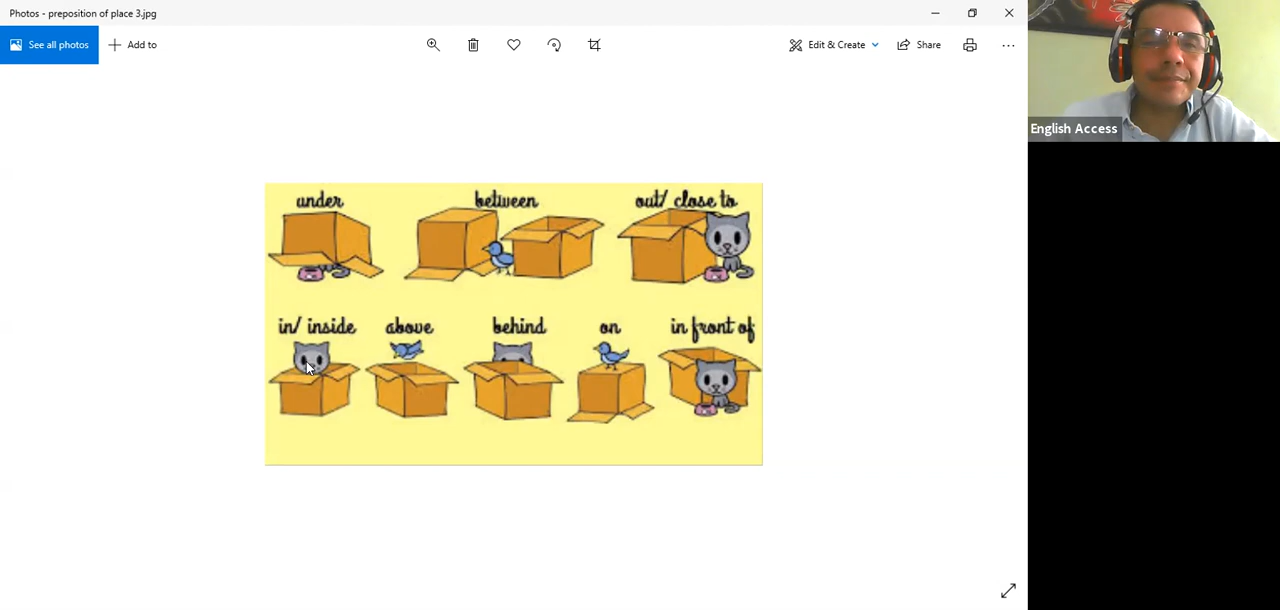 Photos - preposition of place 3.jpg
See all photos
Add to
Edit & Create
Share
English Access
under between out/ close to
in/ inside above behind on in front of